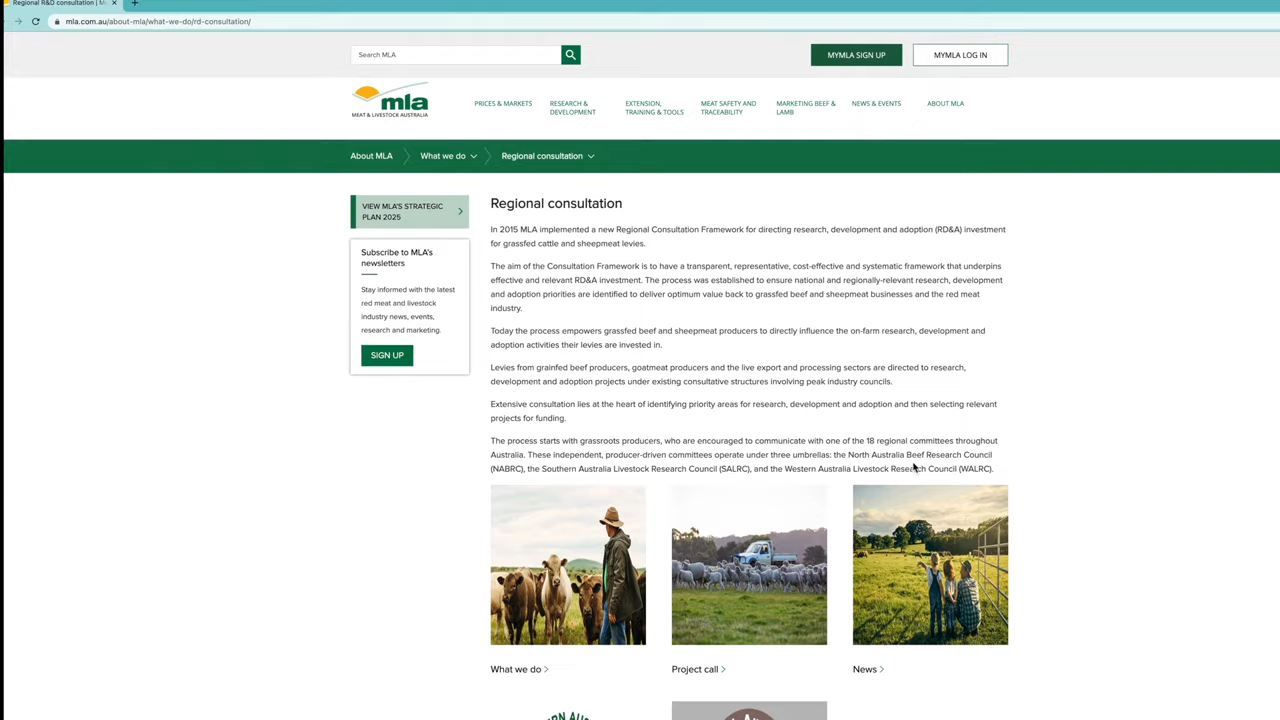 Regional R&D consultation | M
mla.com.au/about-mla/what-we-do/rd-consultation/
Search MLA
MYMLA SIGN UP
MYMLA LOG IN
mla
MEAT & LIVESTOCK AUSTRALIA
PRICES & MARKETS
RESEARCH &
DEVELOPMENT
EXTENSION,
TRAINING & TOOLS
MEAT SAFETY AND
TRACEABILITY
MARKETING BEEF &
LAMB
NEWS & EVENTS
ABOUT MLA
About MLA
What we do
Regional consultation
VIEW MLA'S STRATEGIC
PLAN 2025
Subscribe to MLA's
newsletters
Stay informed with the latest
red meat and livestock
industry news, events,
research and marketing.
SIGN UP
Regional consultation
In 2015 MLA implemented a new Regional Consultation Framework for directing research, development and adoption (RD&A) investment
for grassfed cattle and sheepmeat levies.
The aim of the Consultation Framework is to have a transparent, representative, cost-effective and systematic framework that underpins
effective and relevant RD&A investment. The process was established to ensure national and regionally-relevant research, development
and adoption priorities are identified to deliver optimum value back to grassfed beef and sheepmeat businesses and the red meat
industry.
Today the process empowers grassfed beef and sheepmeat producers to directly influence the on-farm research, development and
adoption activities their levies are invested in.
Levies from grainfed beef producers, goatmeat producers and the live export and processing sectors are directed to research,
development and adoption projects under existing consultative structures involving peak industry councils.
Extensive consultation lies at the heart of identifying priority areas for research, development and adoption and then selecting relevant
projects for funding.
The process starts with grassroots producers, who are encouraged to communicate with one of the 18 regional committees throughout
Australia. These independent, producer-driven committees operate under three umbrellas: the North Australia Beef Research Council
(NABRC), the Southern Australia Livestock Research Council (SALRC), and the Western Australia Livestock Research Council (WALRC).
What we do
Project call
News